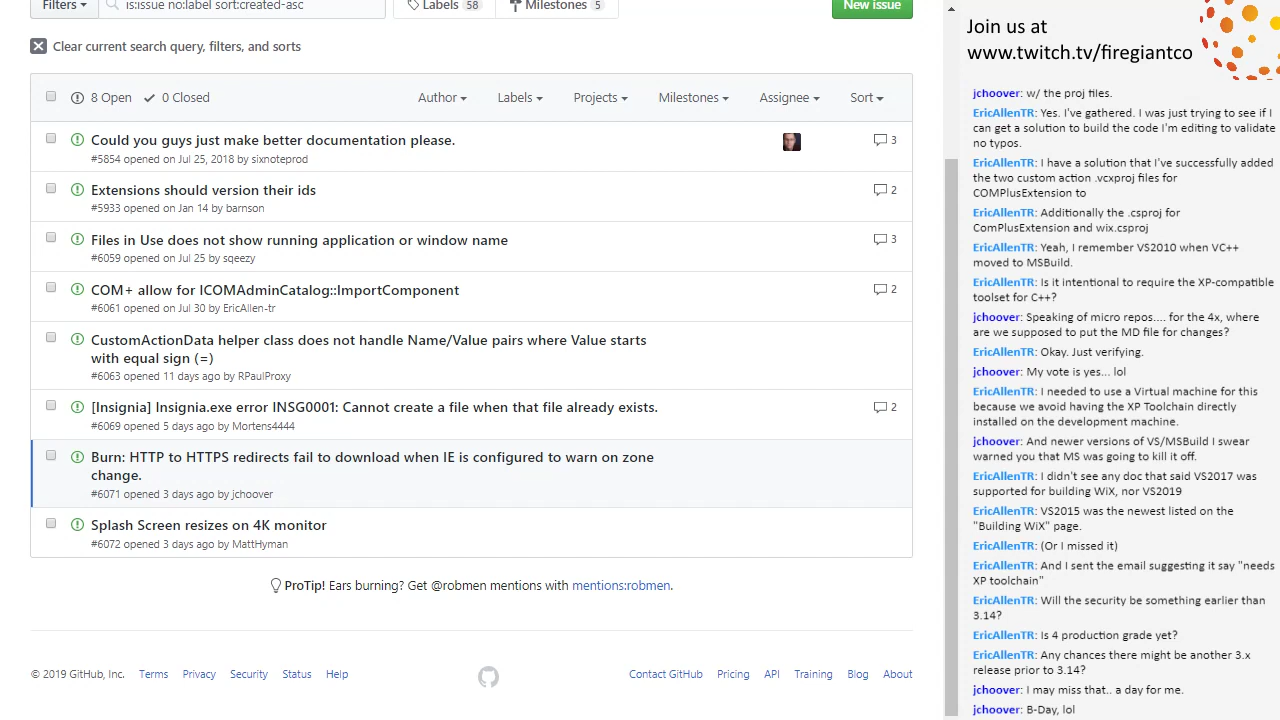 Filters
is:issue no:label sort:created-asc
Labels 58
Milestones 5
New issue
Clear current search query, filters, and sorts
8 Open 0 Closed
Author Labels Projects Milestones Assignee Sort
Could you guys just make better documentation please.
3
#5854 opened on Jul 25, 2018 by sixnoteprod
Extensions should version their ids
2
#5933 opened on Jan 14 by barnson
Files in Use does not show running application or window name
3
#6059 opened on Jul 25 by sqeezy
COM+ allow for ICOMAdminCatalog::ImportComponent
2
#6061 opened on Jul 30 by EricAllen-tr
CustomActionData helper class does not handle Name/Value pairs where Value starts
with equal sign (=)
#6063 opened 11 days ago by RPaulProxy
[Insignia] Insignia.exe error INSG0001: Cannot create a file when that file already exists.
2
#6069 opened 5 days ago by Mortens4444
Burn: HTTP to HTTPS redirects fail to download when IE is configured to warn on zone
change.
#6071 opened 3 days ago by jchoover
Splash Screen resizes on 4K monitor
#6072 opened 3 days ago by MattHyman
ProTip! Ears burning? Get @robmen mentions with mentions:robmen.
© 2019 GitHub, Inc. Terms Privacy Security Status Help
Contact GitHub Pricing API Training Blog About
Join us at
www.twitch.tv/firegiantco
jchoover: w/ the proj files.
EricAllenTR: Yes. I've gathered. I was just trying to see if I
can get a solution to build the code I'm editing to validate
no typos.
EricAllenTR: I have a solution that I've successfully added
the two custom action .vcxproj files for
COMPlusExtension to
EricAllenTR: Additionally the .csproj for
ComPlusExtension and wix.csproj
EricAllenTR: Yeah, I remember VS2010 when VC++
moved to MSBuild.
EricAllenTR: Is it intentional to require the XP-compatible
toolset for C++?
jchoover: Speaking of micro repos.... for the 4x, where
are we supposed to put the MD file for changes?
EricAllenTR: Okay. Just verifying.
jchoover: My vote is yes... lol
EricAllenTR: I needed to use a Virtual machine for this
because we avoid having the XP Toolchain directly
installed on the development machine.
jchoover: And newer versions of VS/MSBuild I swear
warned you that MS was going to kill it off.
EricAllenTR: I didn't see any doc that said VS2017 was
supported for building WiX, nor VS2019
EricAllenTR: VS2015 was the newest listed on the
"Building WiX" page.
EricAllenTR: (Or I missed it)
EricAllenTR: And I sent the email suggesting it say "needs
XP toolchain"
EricAllenTR: Will the security be something earlier than
3.14?
EricAllenTR: Is 4 production grade yet?
EricAllenTR: Any chances there might be another 3.x
release prior to 3.14?
jchoover: I may miss that.. a day for me.
jchoover: B-Day, lol